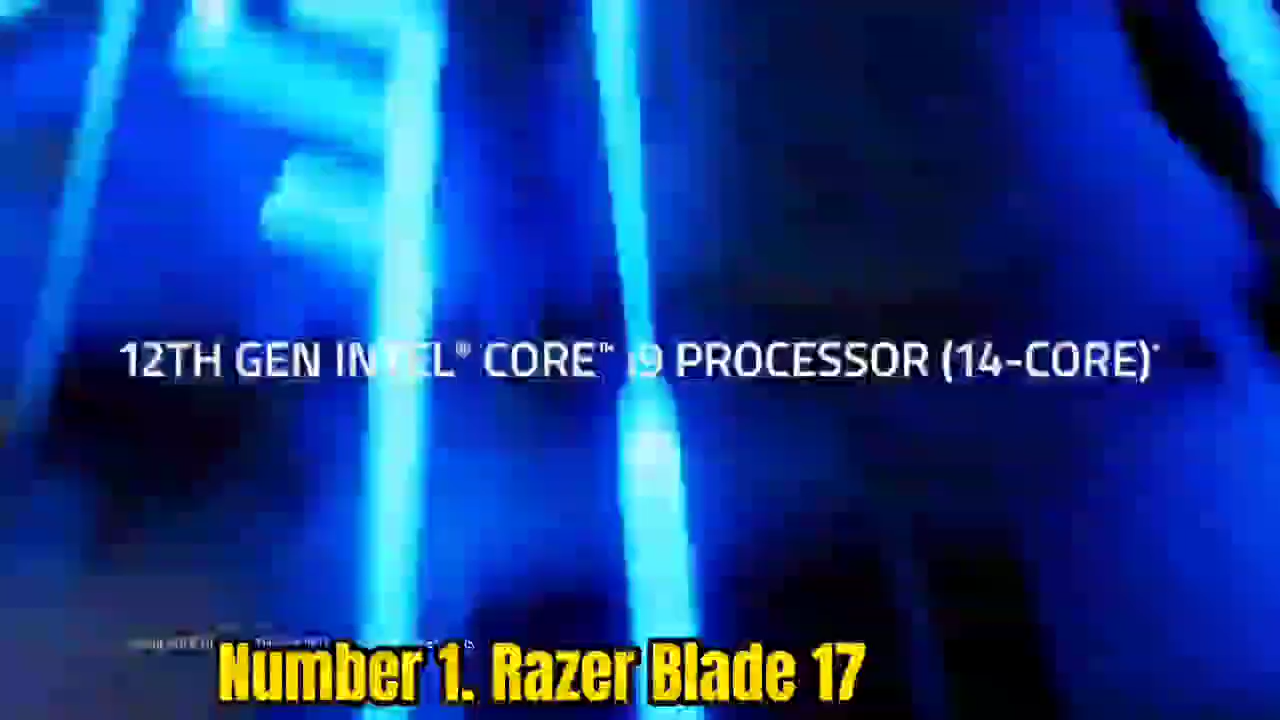 12TH GEN INTEL® CORE™ i9 PROCESSOR (14-CORE)*
Number 1. Razer Blade 17